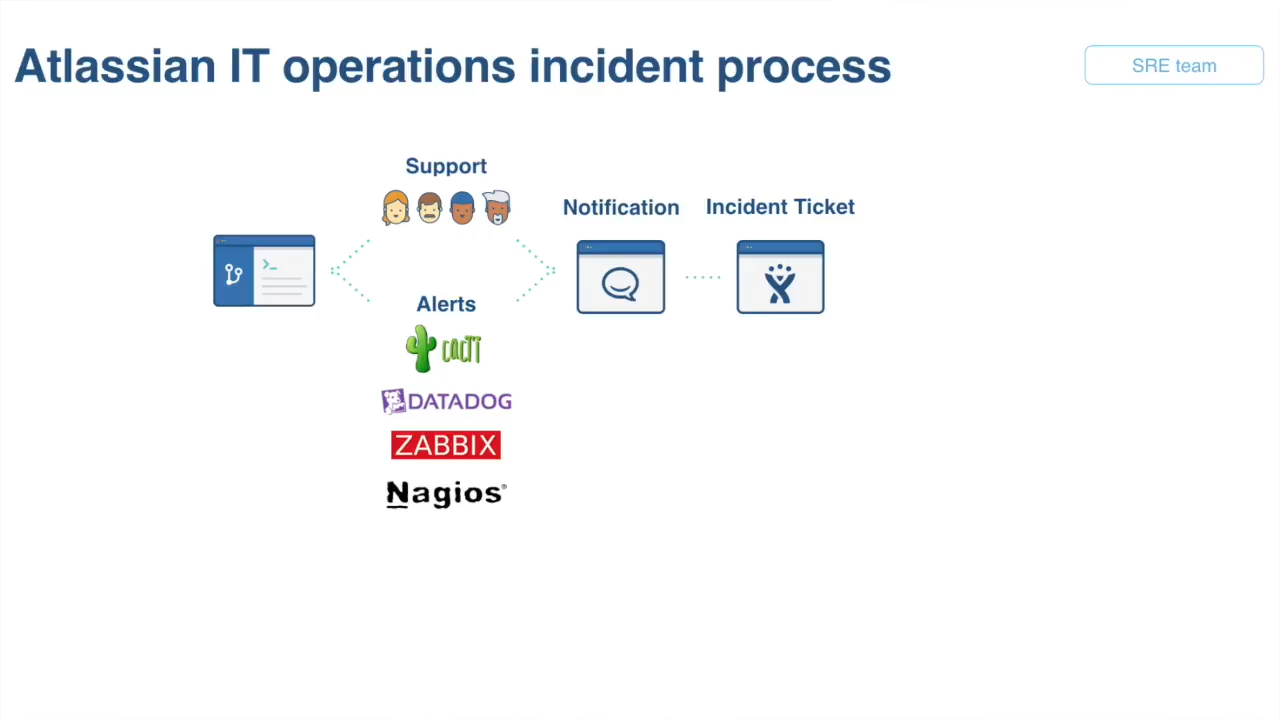 Atlassian IT operations incident process
SRE team
Support
Notification
Incident Ticket
>_
Alerts
cacti
DATADOG
ZABBIX
Nagios®